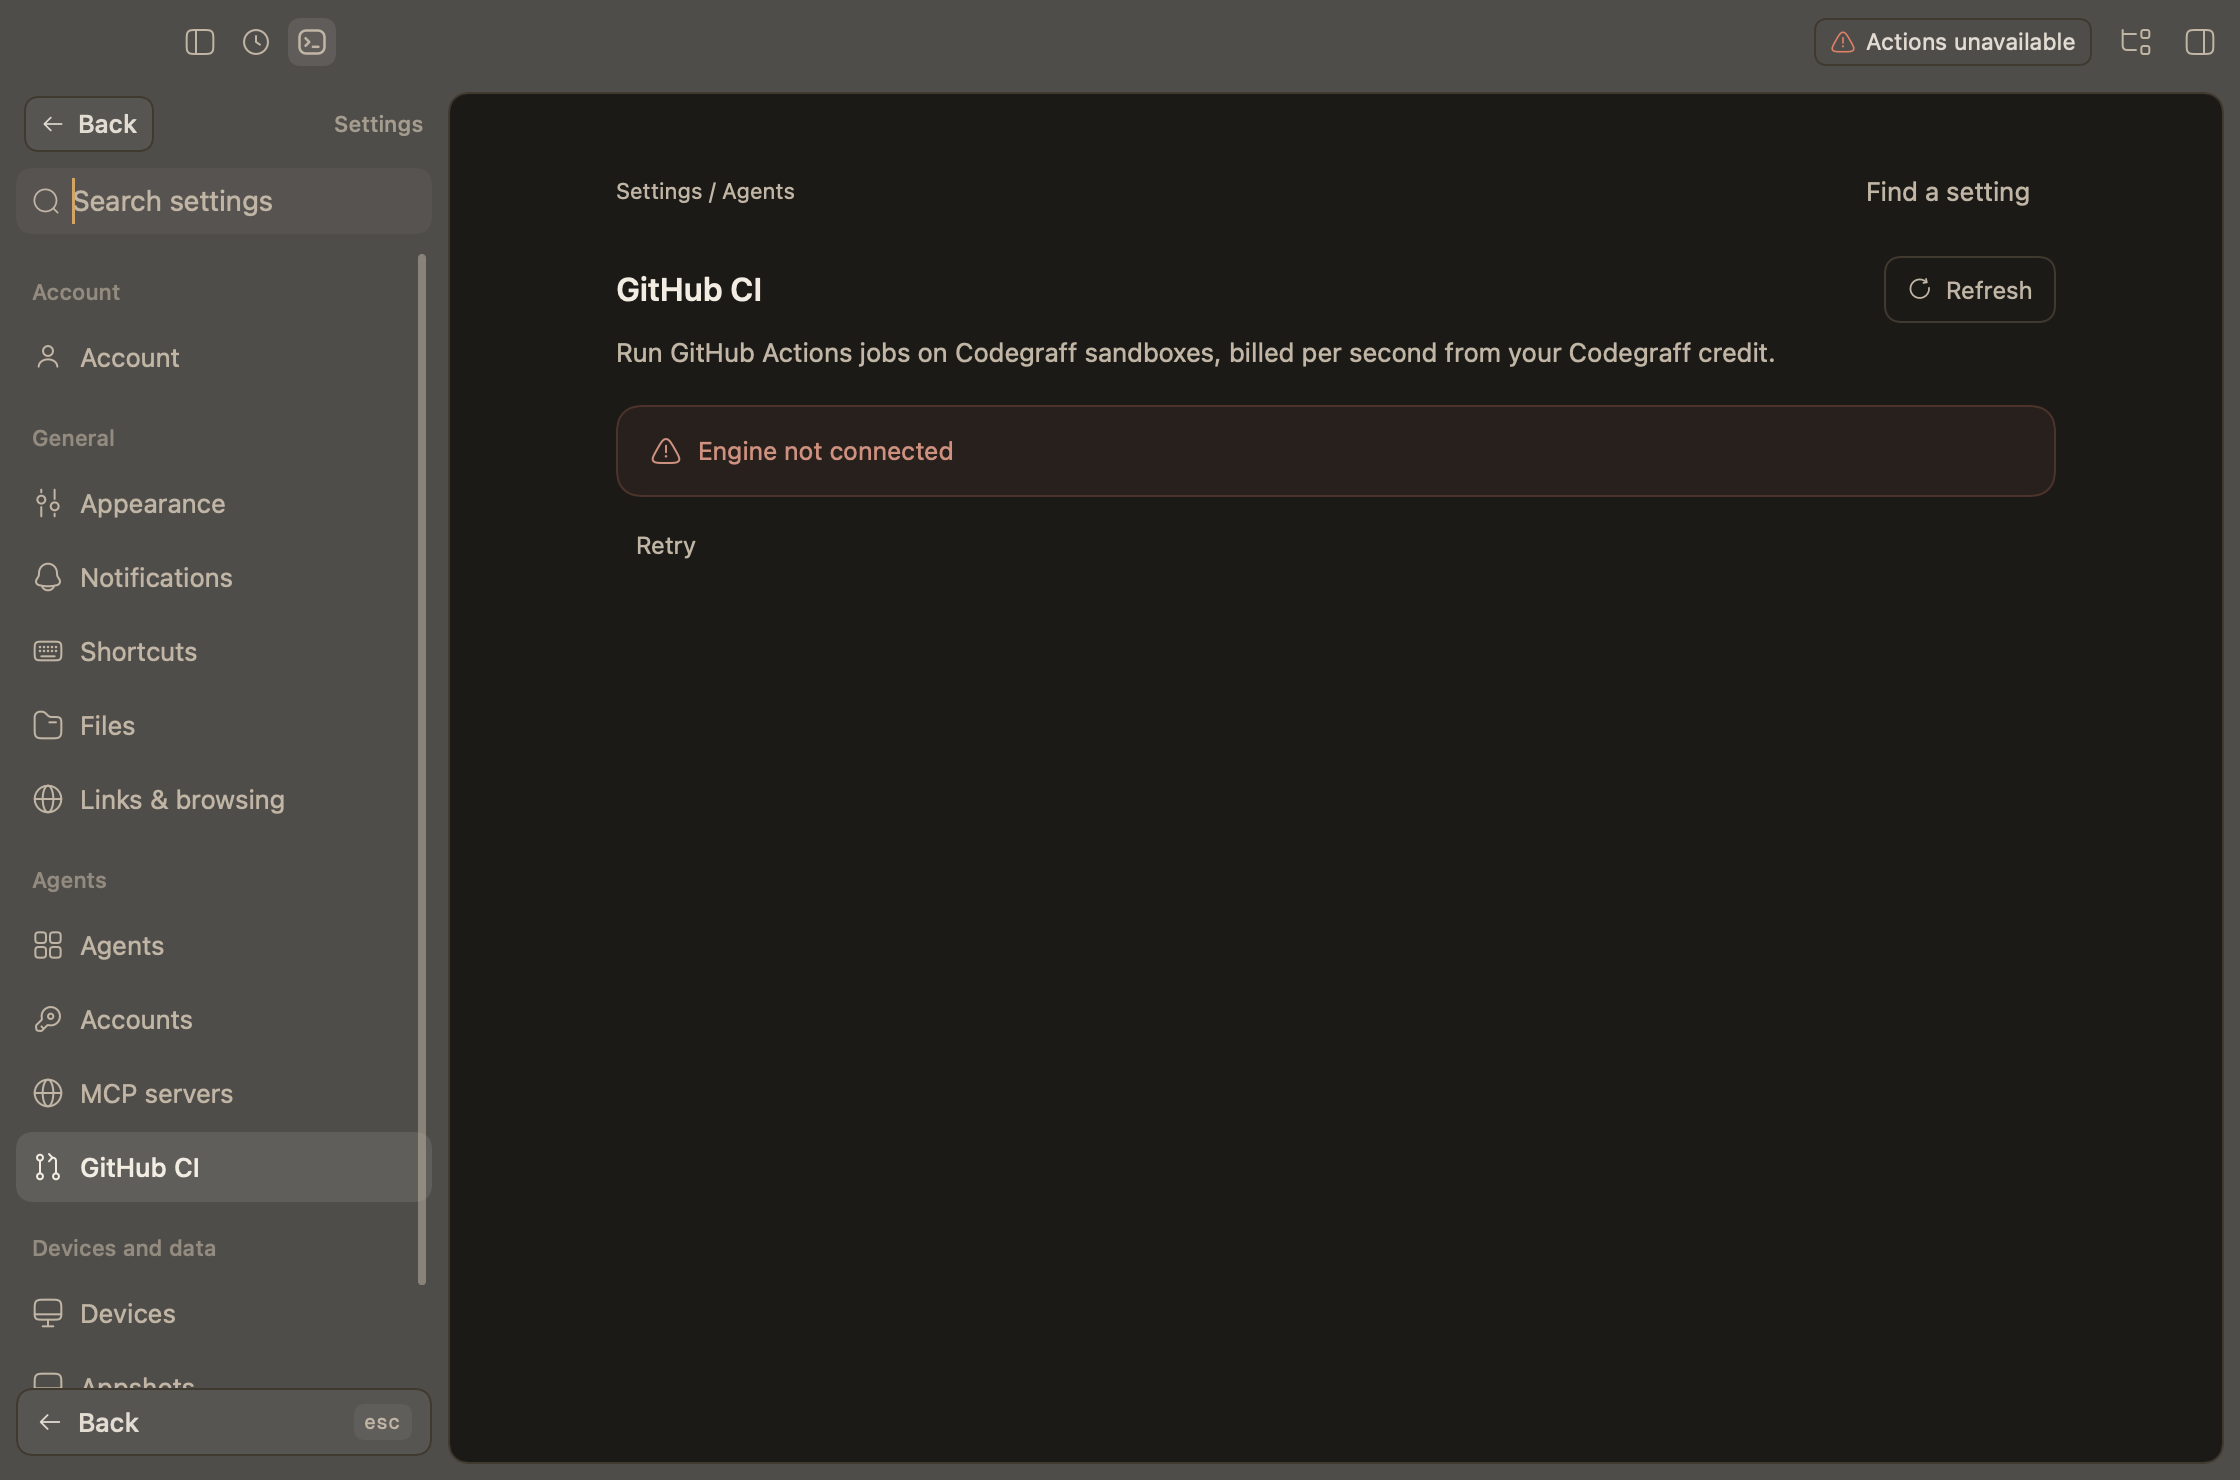 Actions unavailable
Back
Settings
Search settings
Account
Account
General
Appearance
Notifications
Shortcuts
Files
Links & browsing
Agents
Agents
Accounts
MCP servers
GitHub CI
Devices and data
Devices
Appshots
Back
esc
Settings / Agents
Find a setting
GitHub CI
Refresh
Run GitHub Actions jobs on Codegraff sandboxes, billed per second from your Codegraff credit.
Engine not connected
Retry